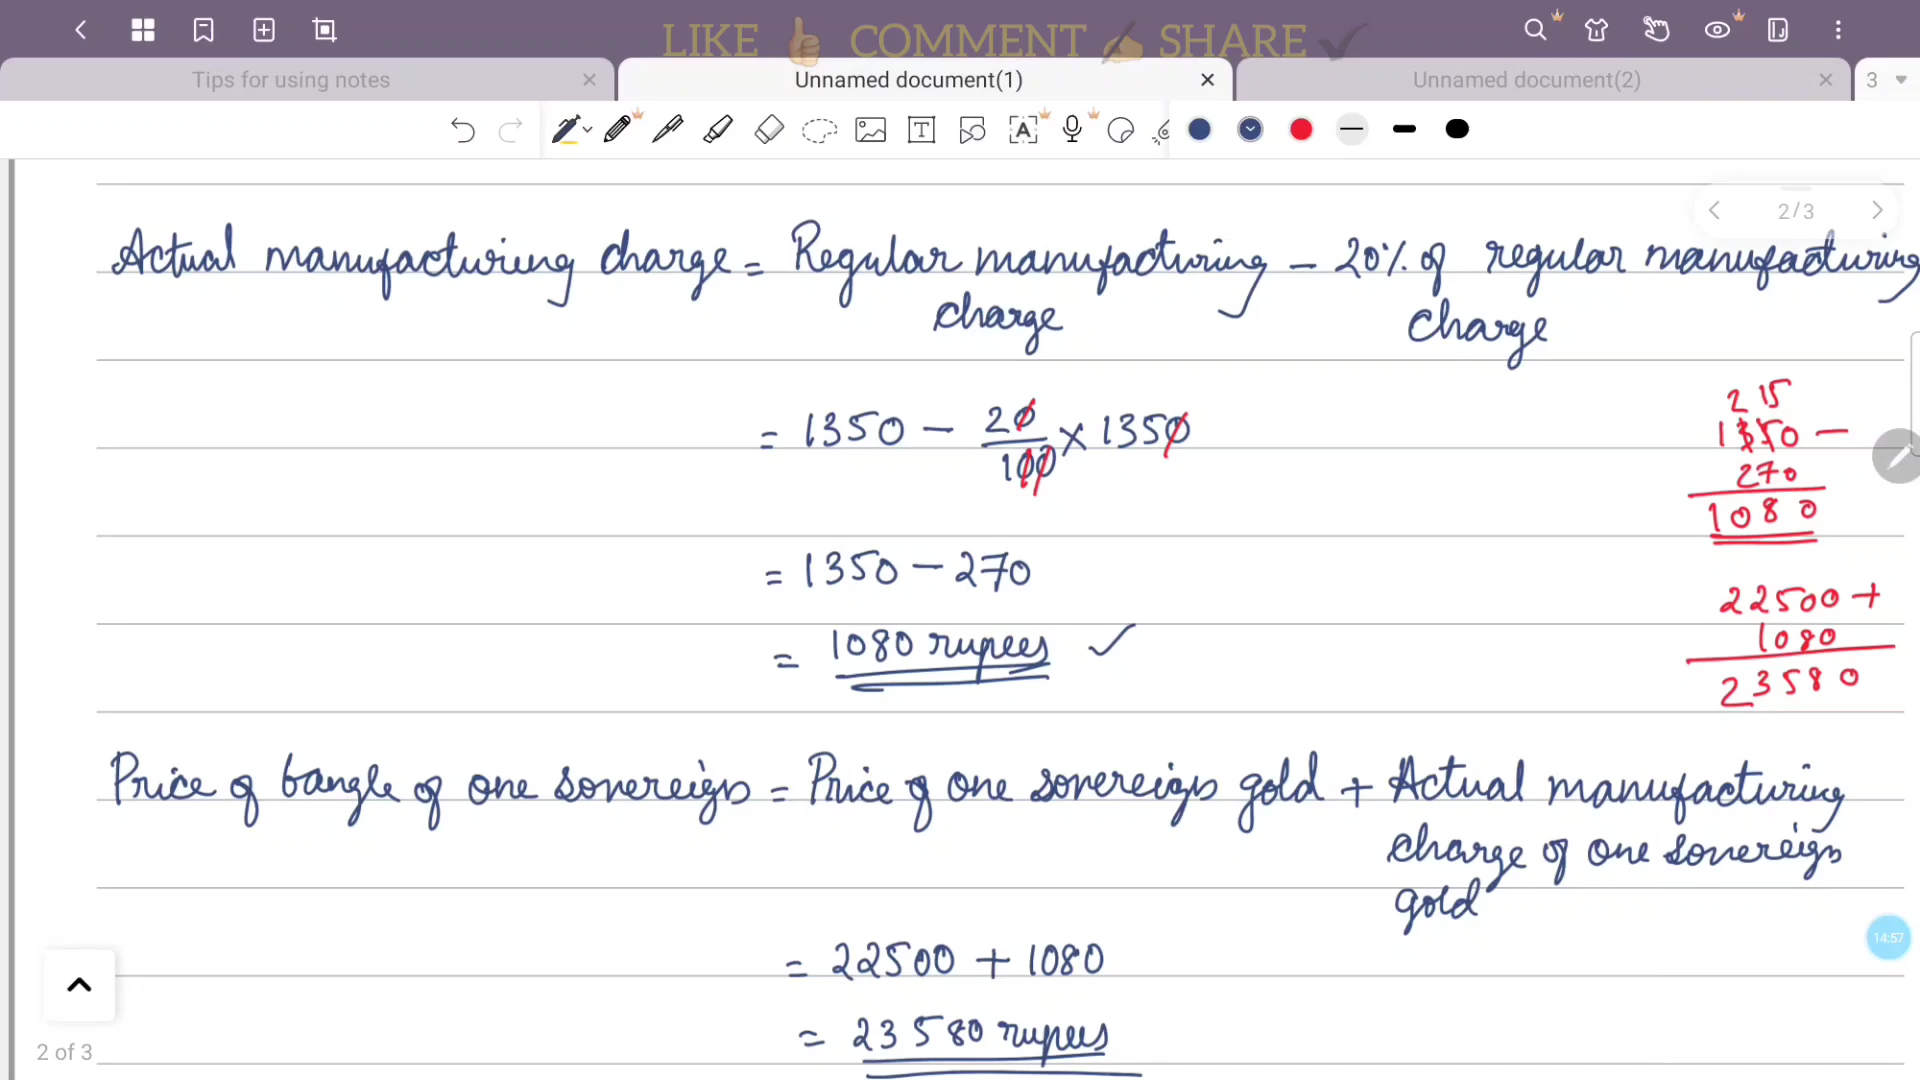 LIKE 👍 COMMENT ✍ SHARE ✔
Tips for using notes
Unnamed document(1)
Unnamed document(2)
3
2/3
Actual manufacturing charge = Regular manufacturing charge - 20% of regular manufacturing charge
= 1350 - 20/100 × 1350
= 1350 - 270
= 1080 rupees ✓
2 15
1350 -
270
1080
22500 +
1080
23580
Price of bangle of one sovereign = Price of one sovereign gold + Actual manufacturing charge of one sovereign gold
= 22500 + 1080
= 23580 rupees
14:57
2 of 3